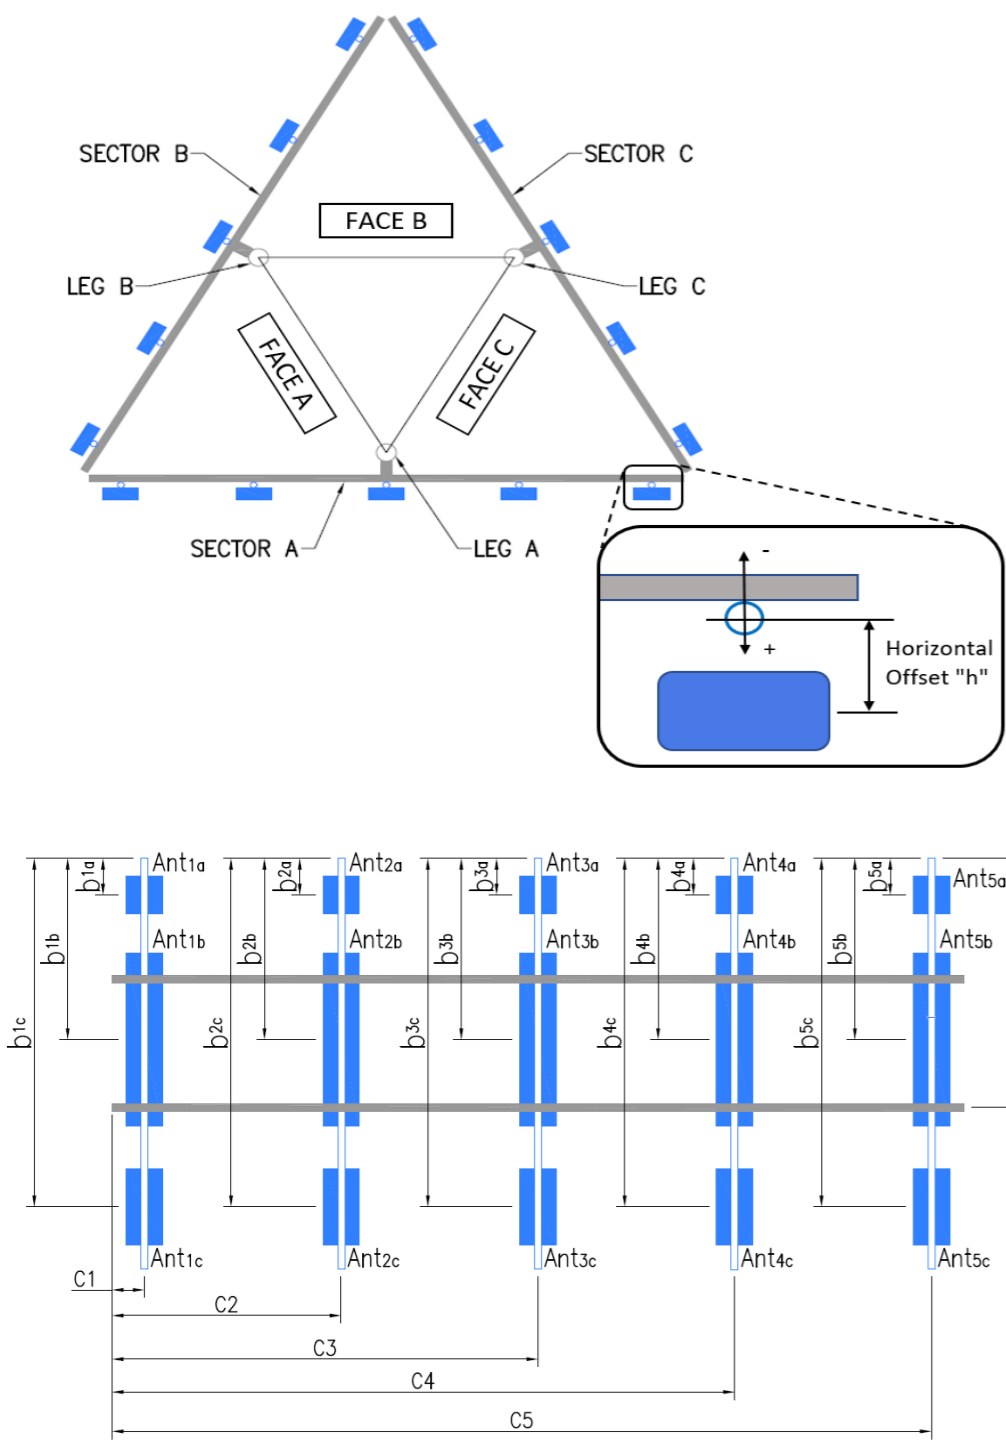 SECTOR B
SECTOR C
FACE B
LEG B
LEG C
FACE A
FACE C
SECTOR A
LEG A
-
+
Horizontal
Offset "h"
b1a
Ant1a
b2a
Ant2a
b3a
Ant3a
b4a
Ant4a
b5a
Ant5a
b1b
Ant1b
b2b
Ant2b
b3b
Ant3b
b4b
Ant4b
b5b
Ant5b
b1c
b2c
b3c
b4c
b5c
Ant1c
Ant2c
Ant3c
Ant4c
Ant5c
C1
C2
C3
C4
C5